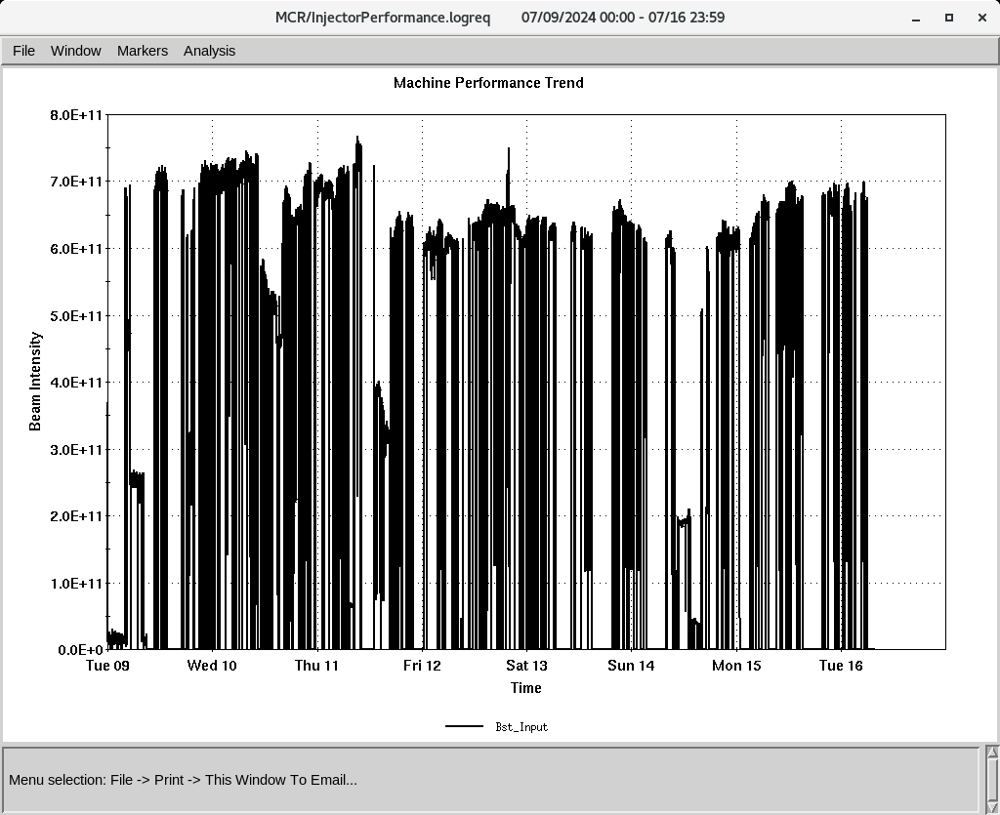 MCR/InjectorPerformance.logreq 07/09/2024 00:00 - 07/16 23:59
File Window Markers Analysis
Machine Performance Trend
8.0E+11
7.0E+11
6.0E+11
5.0E+11
4.0E+11
3.0E+11
2.0E+11
1.0E+11
0.0E+0
Beam Intensity
Tue 09 Wed 10 Thu 11 Fri 12 Sat 13 Sun 14 Mon 15 Tue 16
Time
Bst_Input
Menu selection: File -> Print -> This Window To Email...